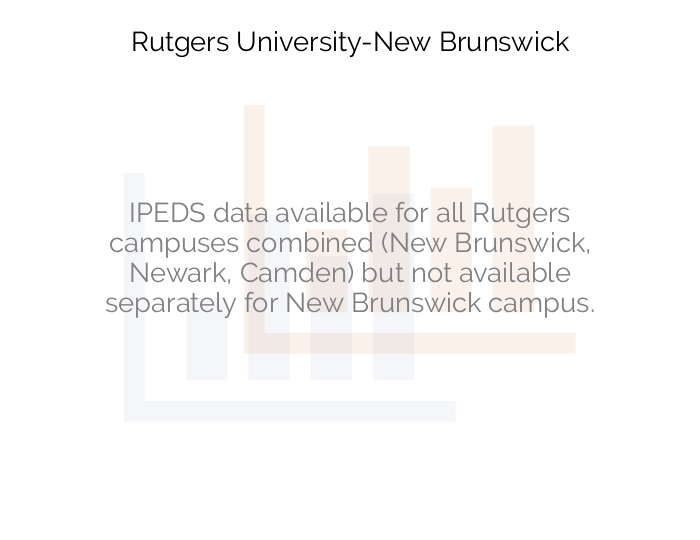 Rutgers University-New Brunswick
IPEDS data available for all Rutgers
campuses combined (New Brunswick,
Newark, Camden) but not available
separately for New Brunswick campus.